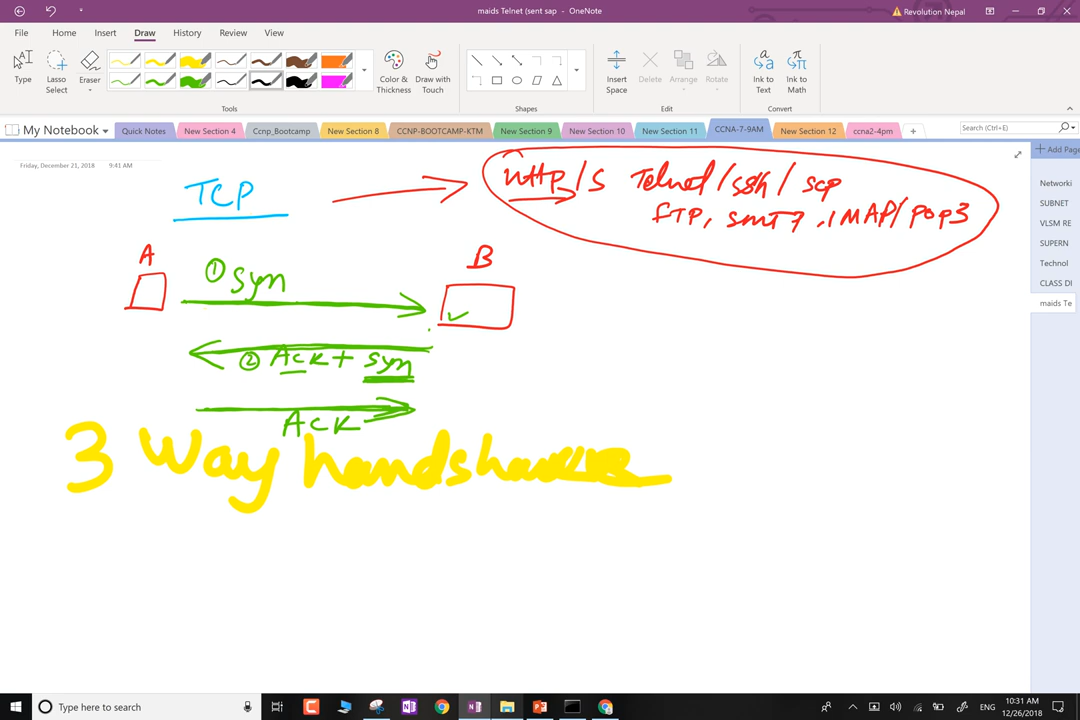 maids Telnet (sent sap - OneNote
Revolution Nepal
File Home Insert Draw History Review View
Type
Lasso Select
Eraser
Color & Thickness
Draw with Touch
Insert Space
Delete
Arrange
Rotate
Ink to Text
Ink to Math
Tools
Shapes
Edit
Convert
My Notebook
Quick Notes
New Section 4
Ccnp_Bootcamp
New Section 8
CCNP-BOOTCAMP-KTM
New Section 9
New Section 10
New Section 11
CCNA-7-9AM
New Section 12
ccna2-4pm
+
Search (Ctrl+E)
Add Page
Friday, December 21, 2018 9:41 AM
Networki
SUBNET
VLSM RE
SUPERN
Technol
CLASS DI
maids Te
TCP
HTTP/S Telnet/ssh/scp
FTP, SMTP, IMAP/POP3
A
B
① Syn
② Ack + syn
ACK
3 Way handshake
Type here to search
ENG
10:31 AM
12/26/2018